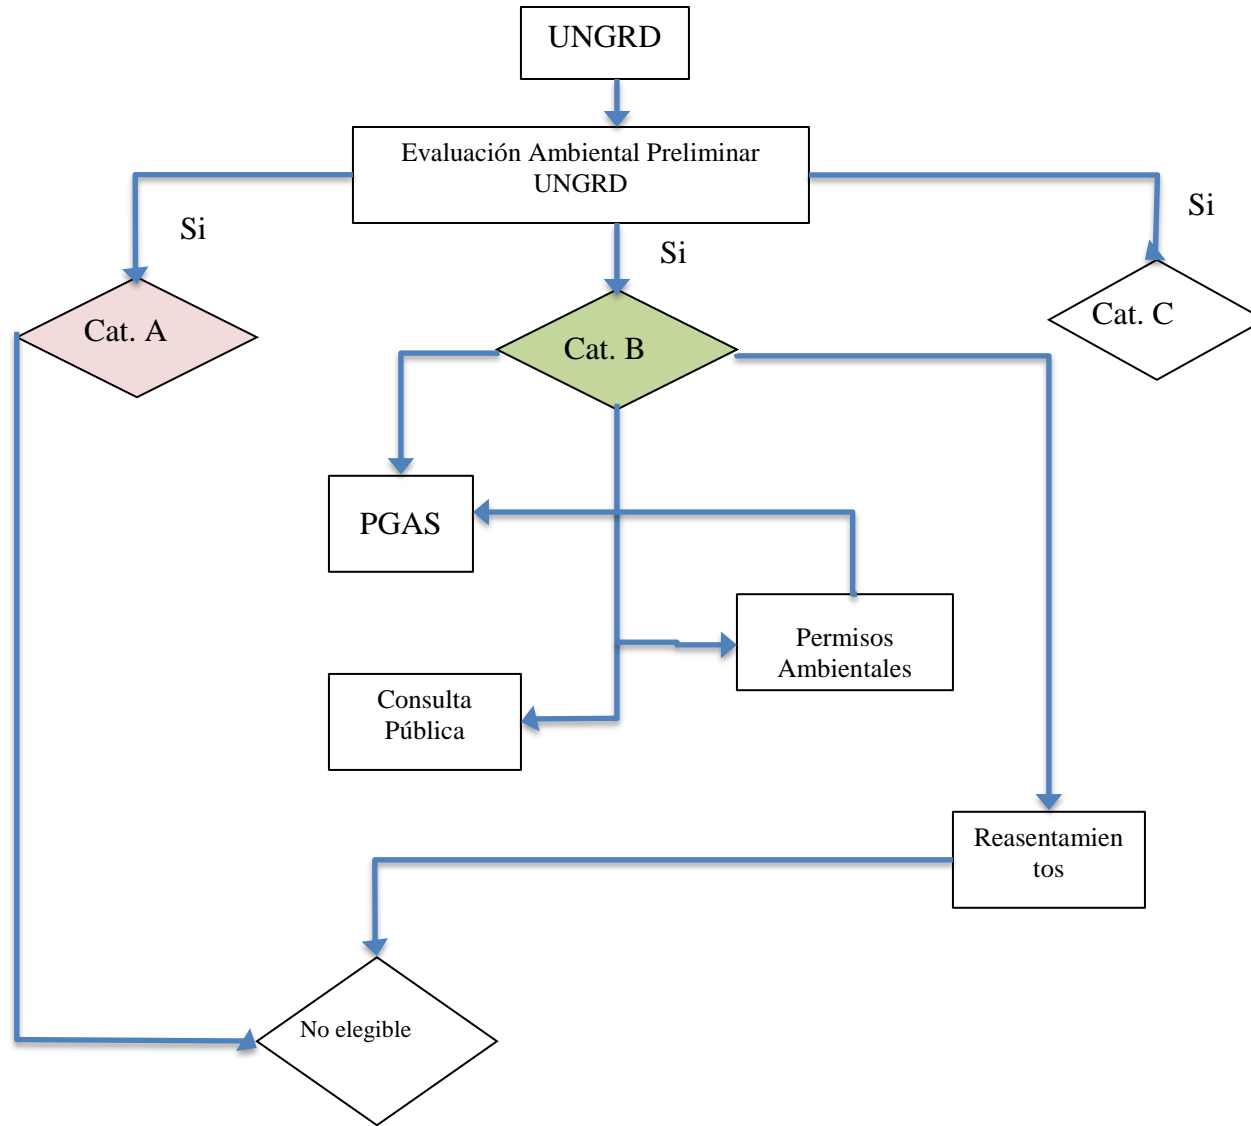 UNGRD
Evaluación Ambiental Preliminar
UNGRD
Si
Si
Si
Cat. A
Cat. B
Cat. C
PGAS
Permisos
Ambientales
Consulta
Pública
Reasentamien
tos
No elegible